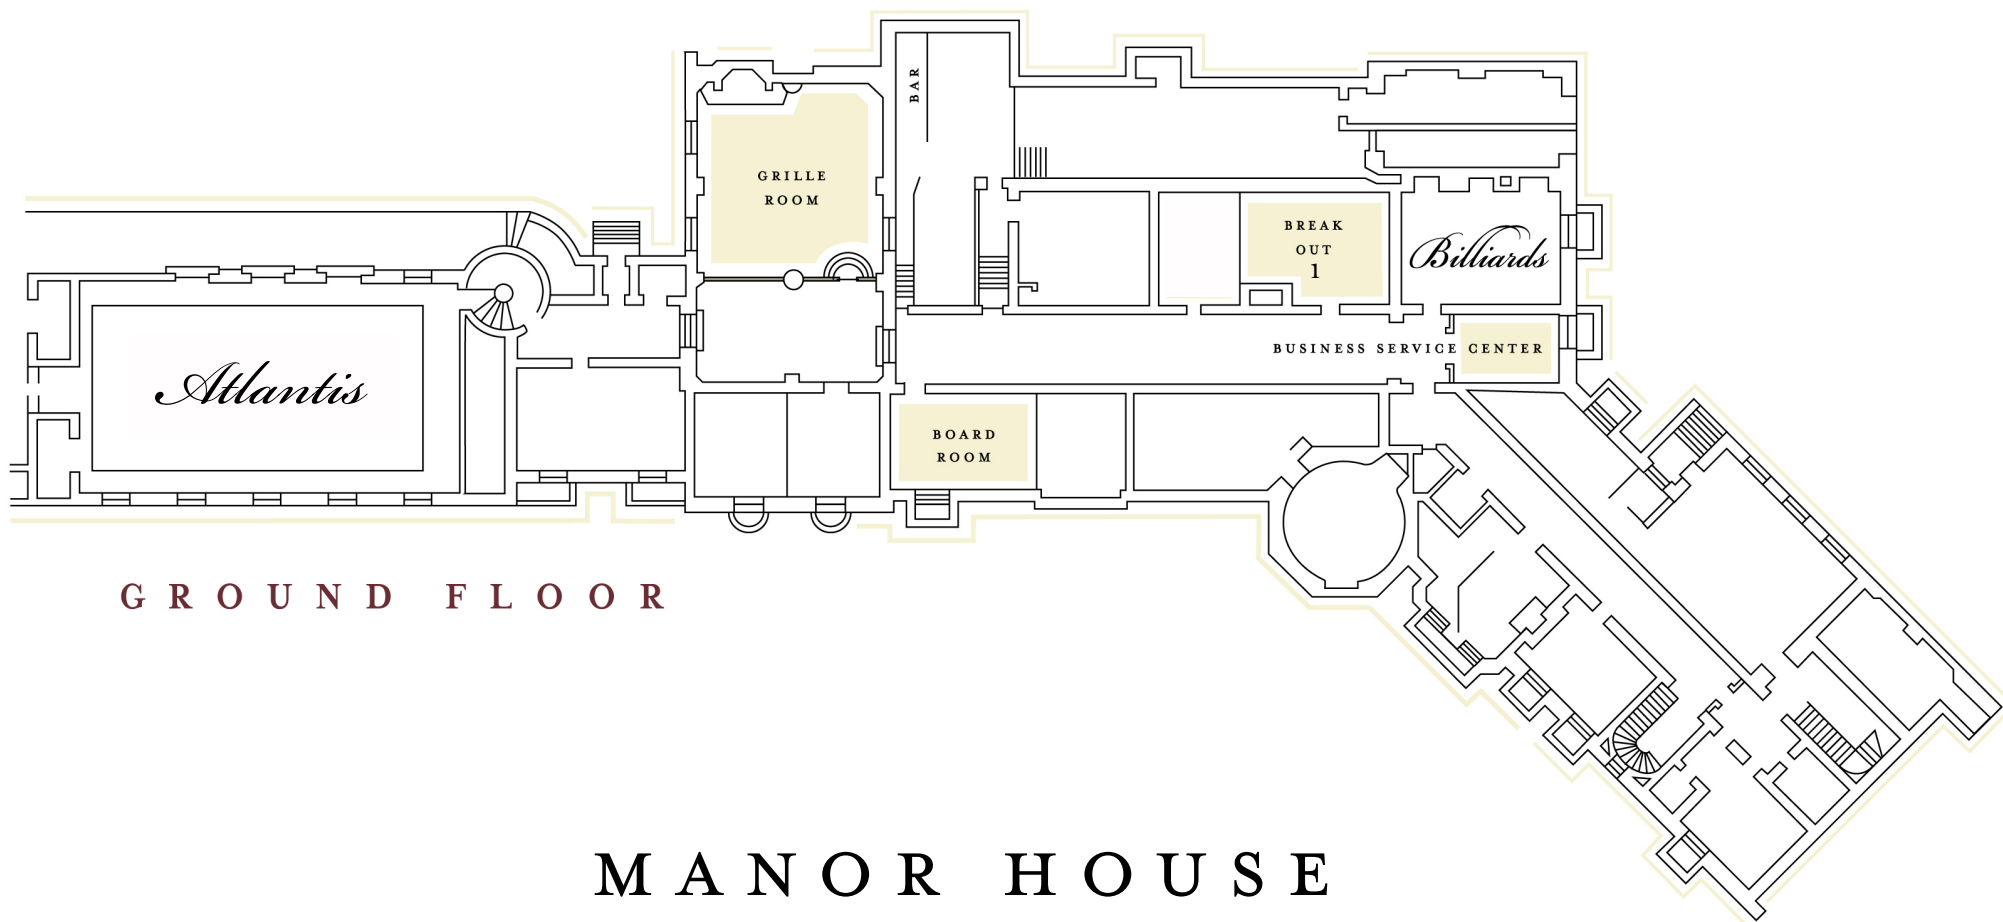 BAR
GRILLE
ROOM
BREAK
OUT
1
Billiards
BUSINESS SERVICE CENTER
Atlantis
BOARD
ROOM
GROUND FLOOR
MANOR HOUSE